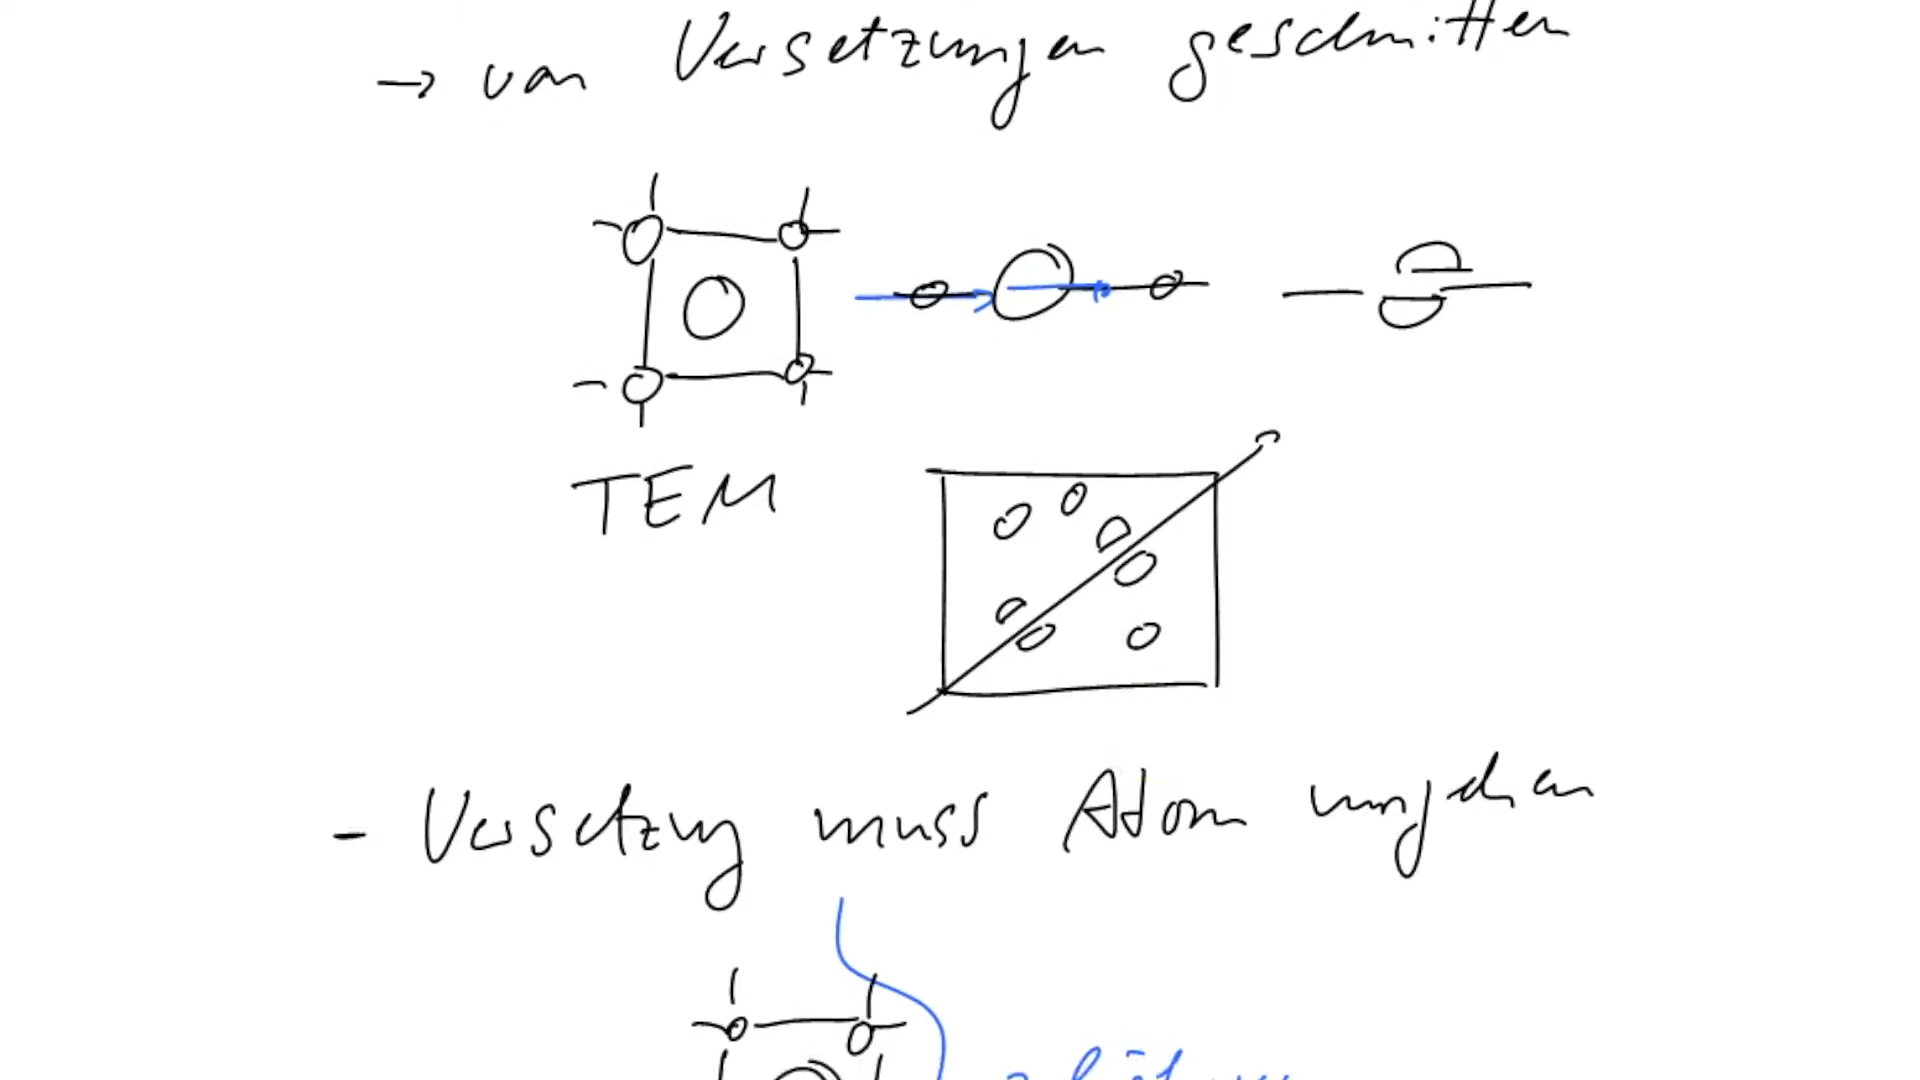 → von Versetzungen geschnitten
TEM
- Versetzung muss Atom umgehen